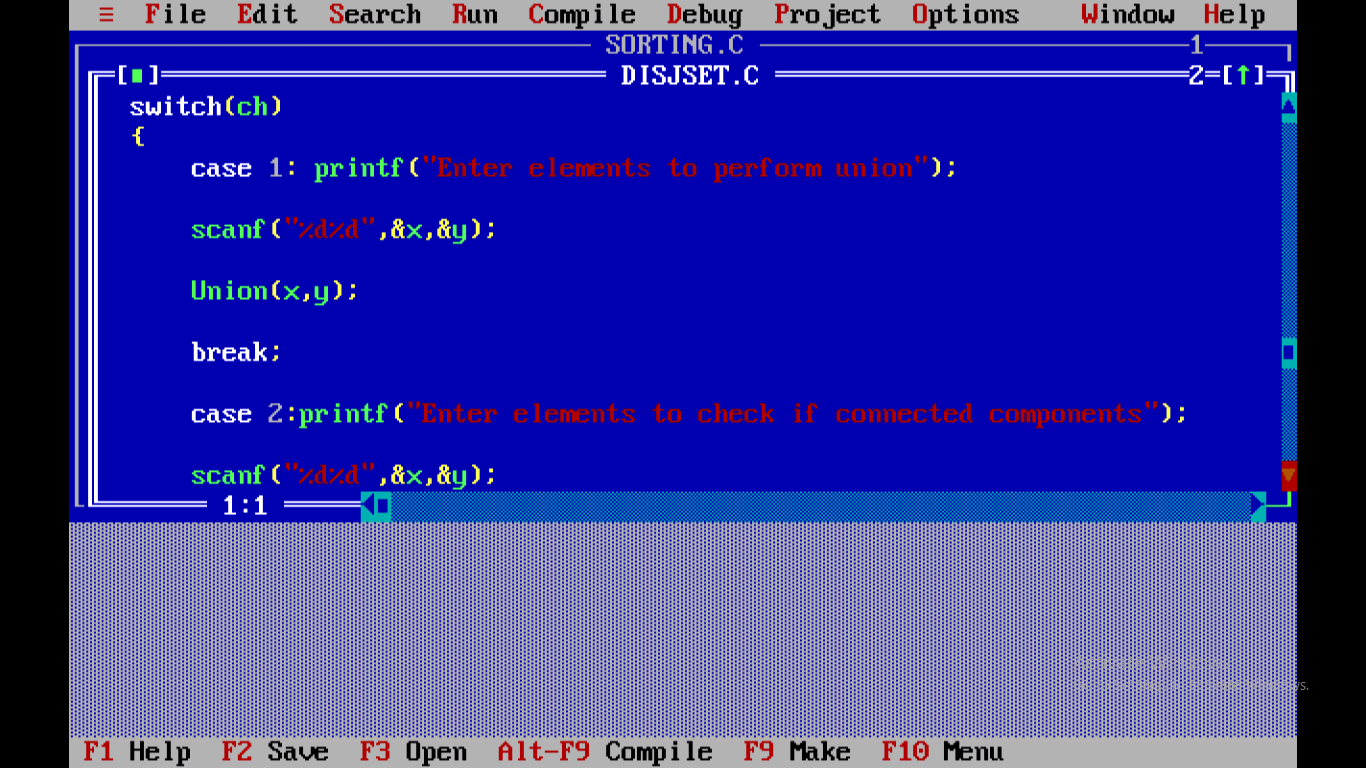 ≡ File Edit Search Run Compile Debug Project Options Window Help
SORTING.C 1
[■] DISJSET.C 2=[↑]
switch(ch)
{
case 1: printf("Enter elements to perform union");
scanf("%d%d",&x,&y);
Union(x,y);
break;
case 2:printf("Enter elements to check if connected components");
scanf("%d%d",&x,&y);
1:1
F1 Help F2 Save F3 Open Alt-F9 Compile F9 Make F10 Menu